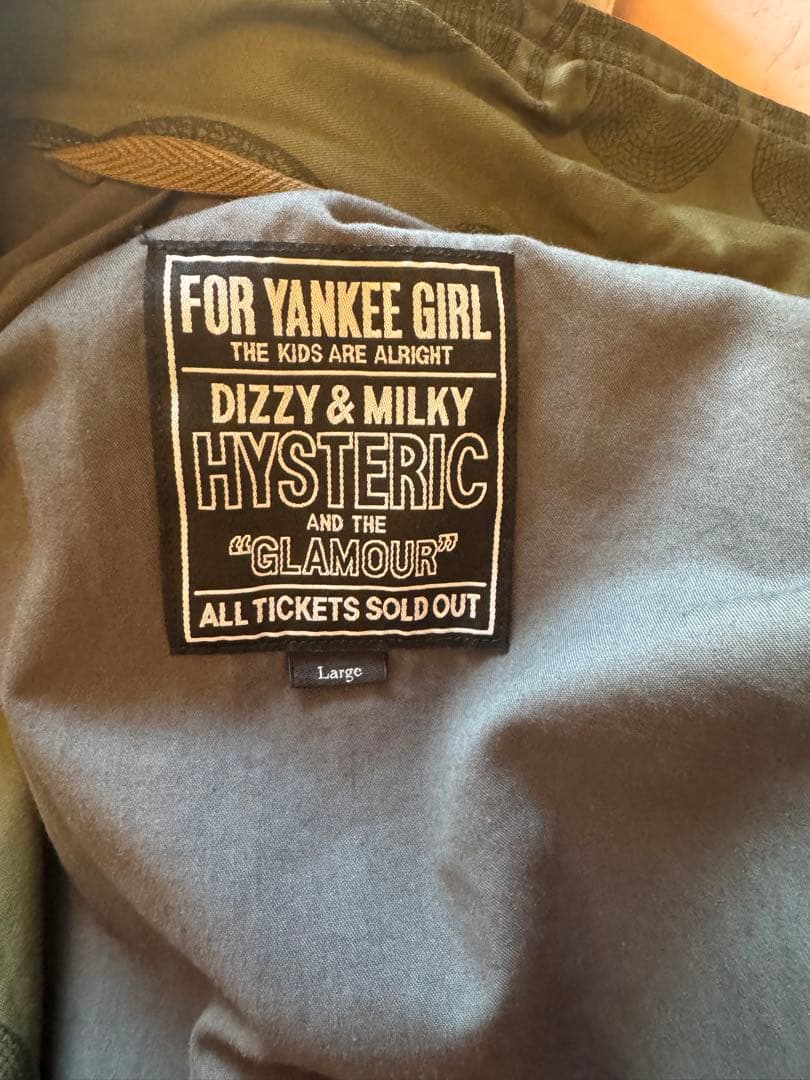 FOR YANKEE GIRL
THE KIDS ARE ALRIGHT
DIZZY & MILKY
HYSTERIC
AND THE
“GLAMOUR”
ALL TICKETS SOLD OUT
Large